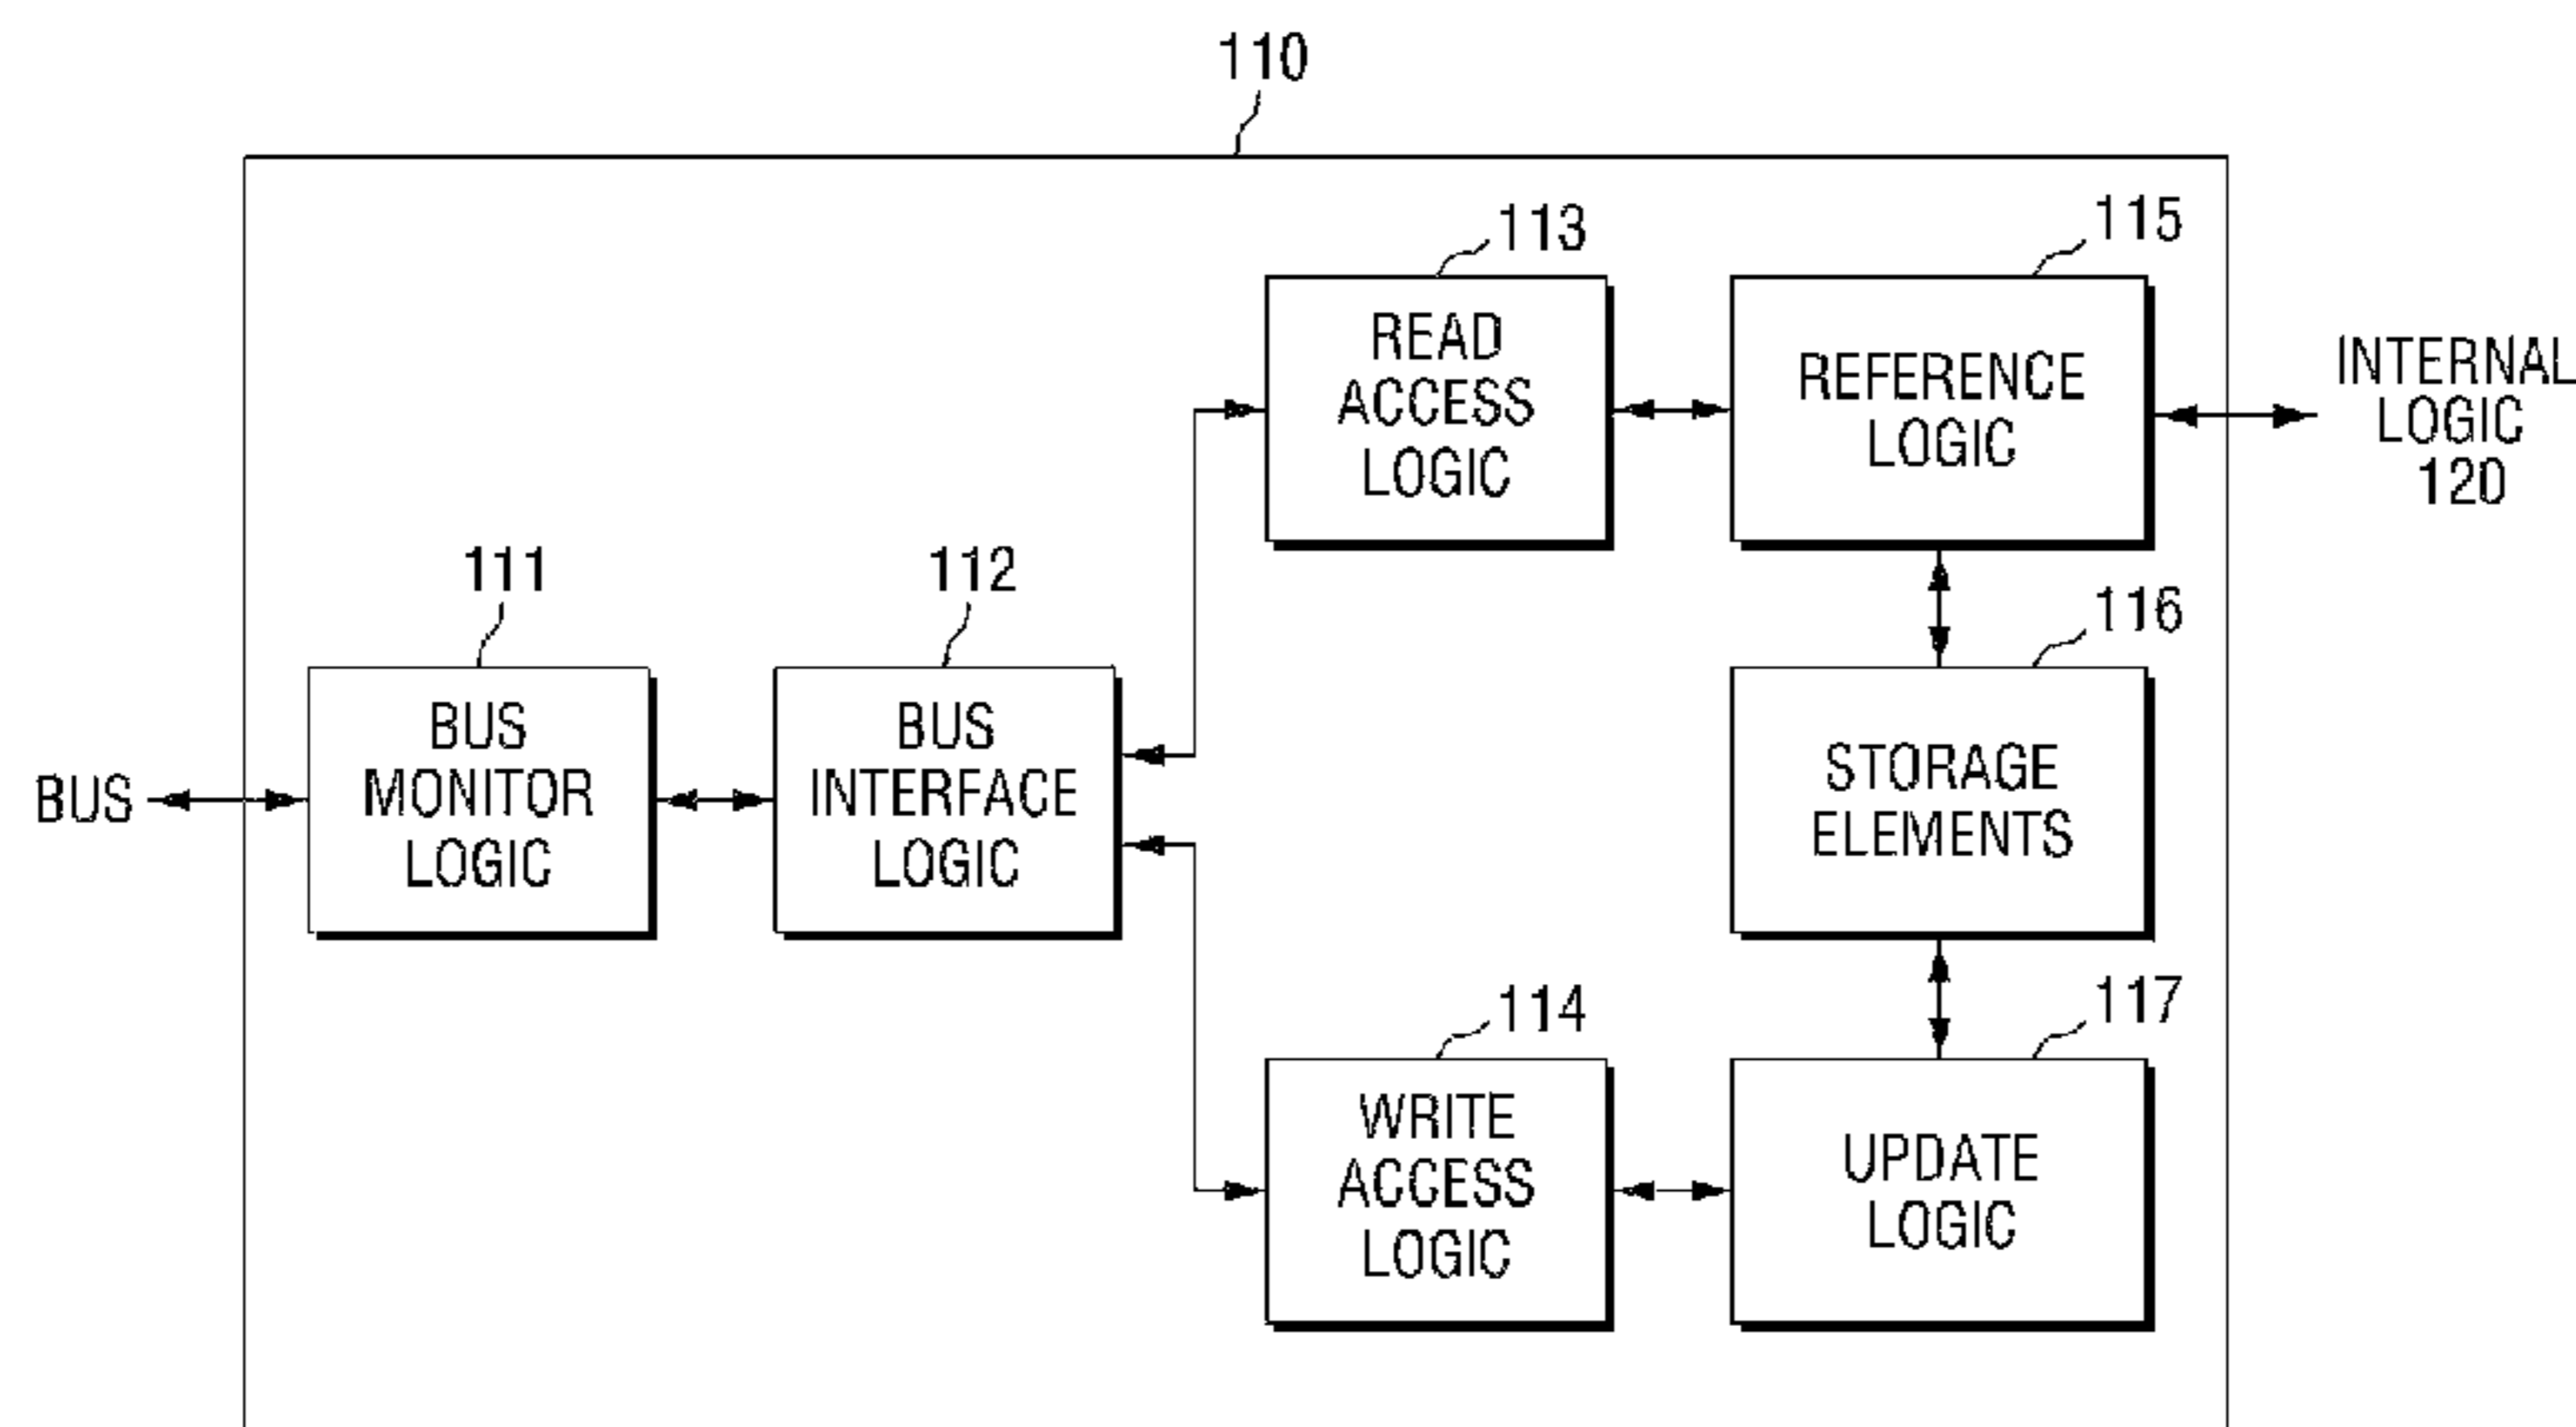 110
113
115
READ
ACCESS
LOGIC
REFERENCE
LOGIC
INTERNAL
LOGIC
120
111
112
116
BUS
BUS
MONITOR
LOGIC
BUS
INTERFACE
LOGIC
STORAGE
ELEMENTS
114
117
WRITE
ACCESS
LOGIC
UPDATE
LOGIC